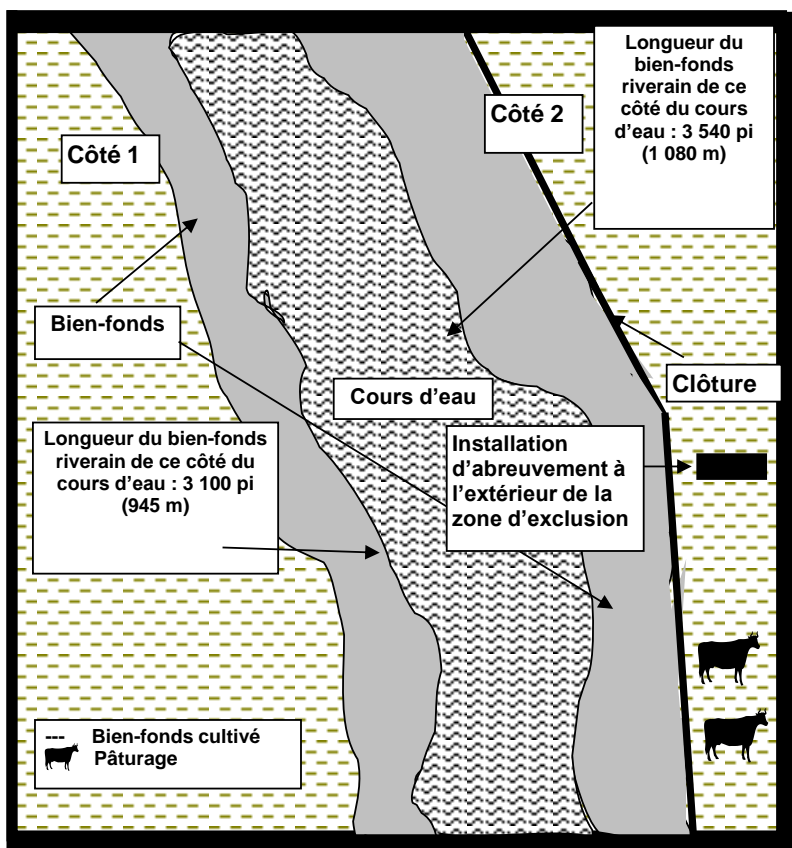 Longueur du
bien-fonds
riverain de ce
côté du cours
d’eau : 3 540 pi
(1 080 m)
Côté 2
Côté 1
Bien-fonds
Clôture
Cours d’eau
Longueur du bien-fonds
riverain de ce côté du
cours d’eau : 3 100 pi
(945 m)
Installation
d’abreuvement à
l’extérieur de la
zone d’exclusion
--- Bien-fonds cultivé
Pâturage